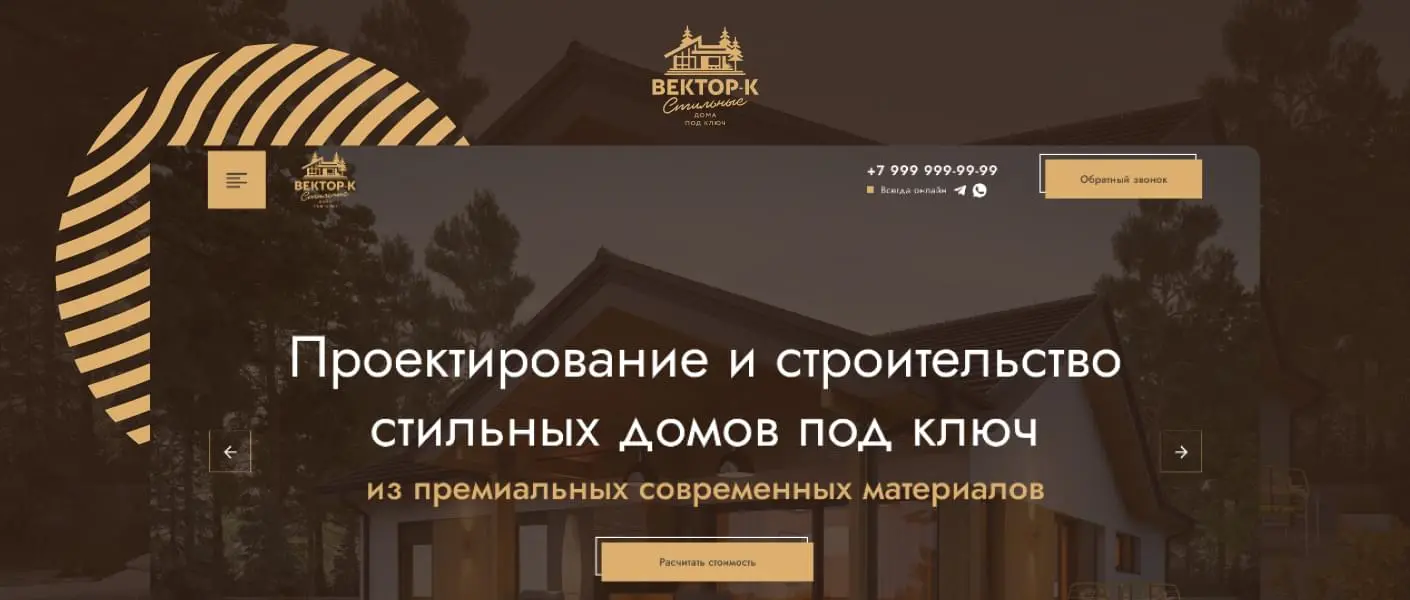 ВЕКТОР-К
Стильные
ДОМА
ПОД КЛЮЧ
ВЕКТОР-К
Стильные
+7 999 999-99-99
Всегда онлайн
Обратный звонок
Проектирование и строительство
стильных домов под ключ
из премиальных современных материалов
Расчитать стоимость